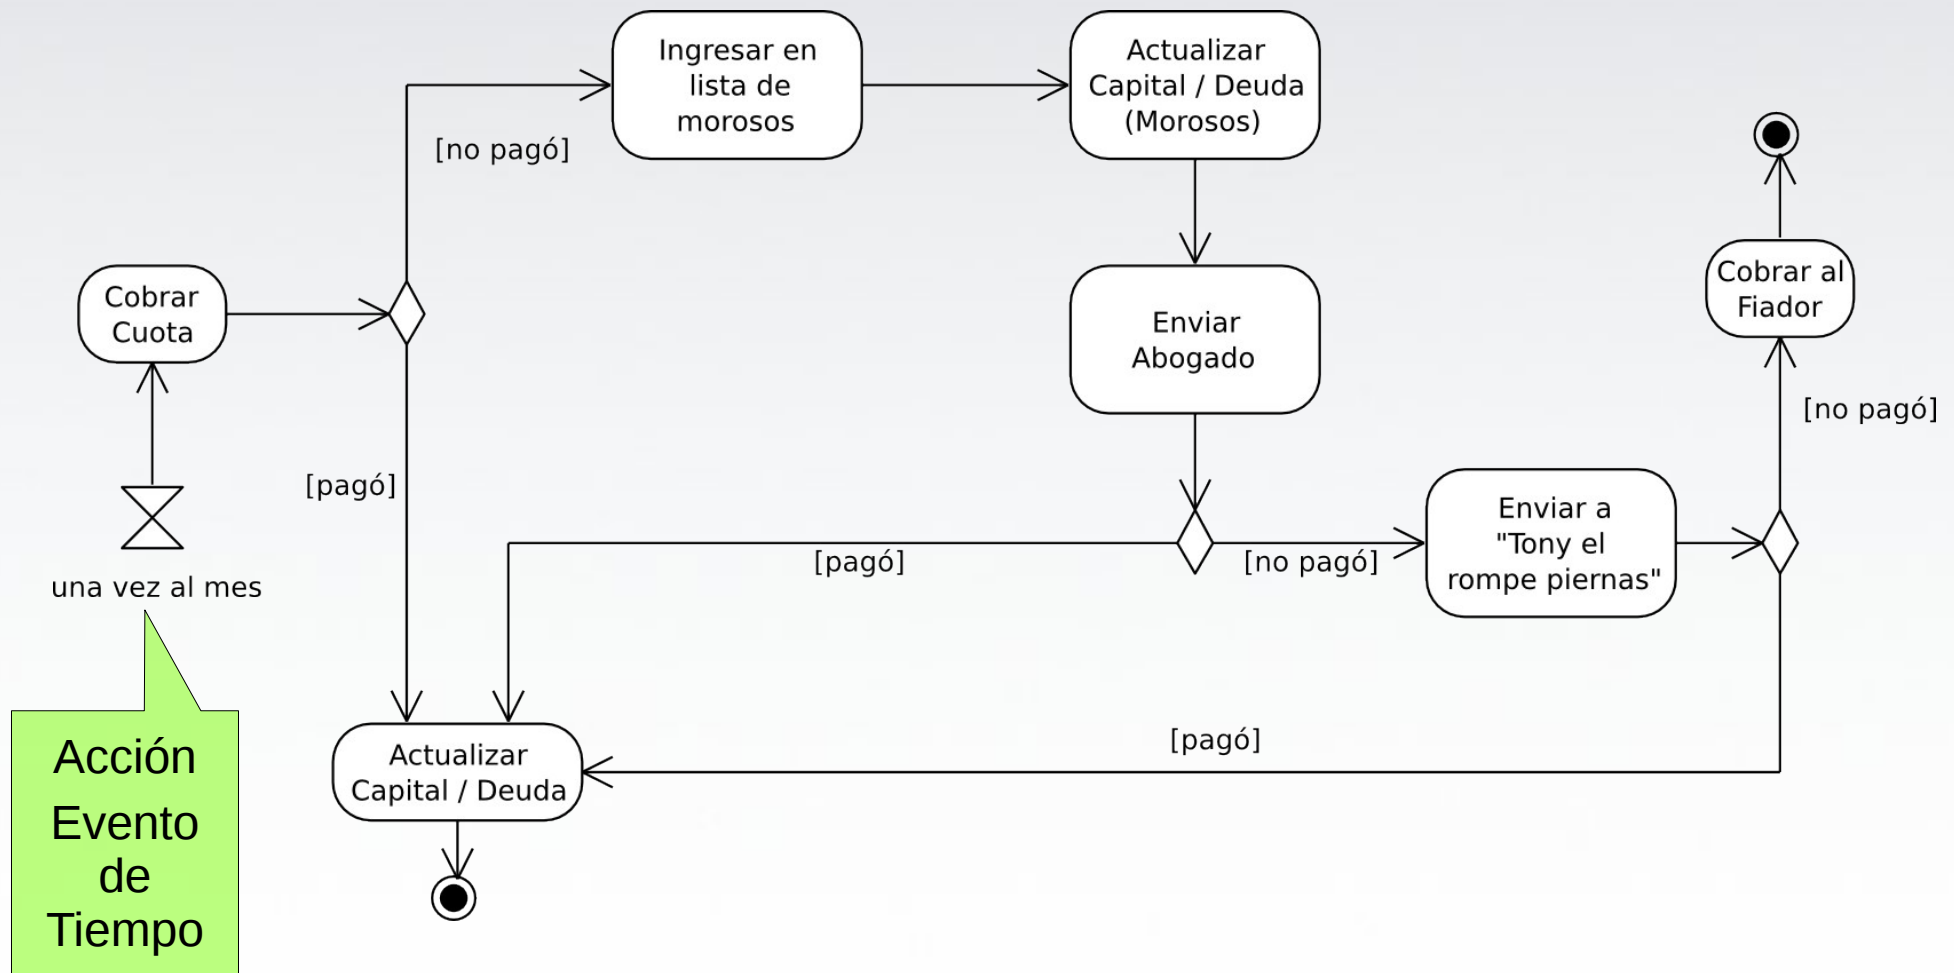 Ingresar en
lista de
morosos
Actualizar
Capital / Deuda
(Morosos)
[no pagó]
Cobrar
Cuota
Enviar
Abogado
Cobrar al
Fiador
[no pagó]
[pagó]
una vez al mes
[pagó]
[no pagó]
Enviar a
"Tony el
rompe piernas"
Acción
Evento
de
Tiempo
Actualizar
Capital / Deuda
[pagó]